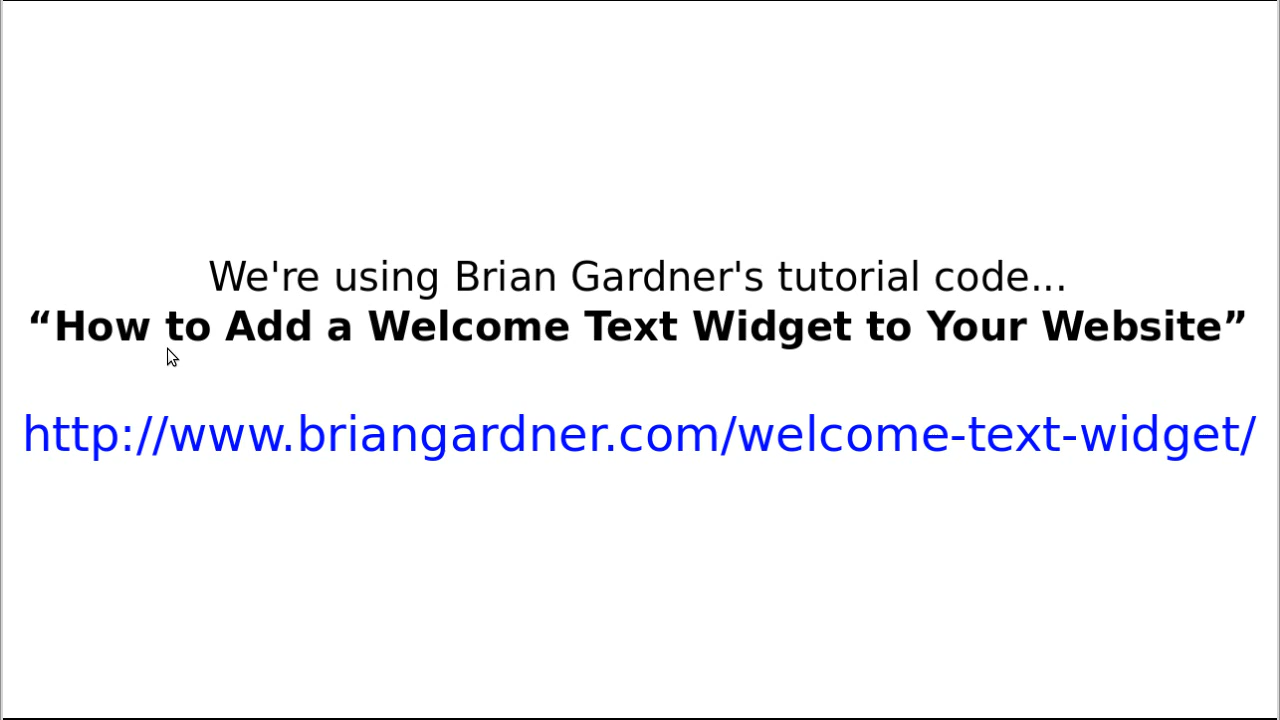 We're using Brian Gardner's tutorial code...
“How to Add a Welcome Text Widget to Your Website”
http://www.briangardner.com/welcome-text-widget/